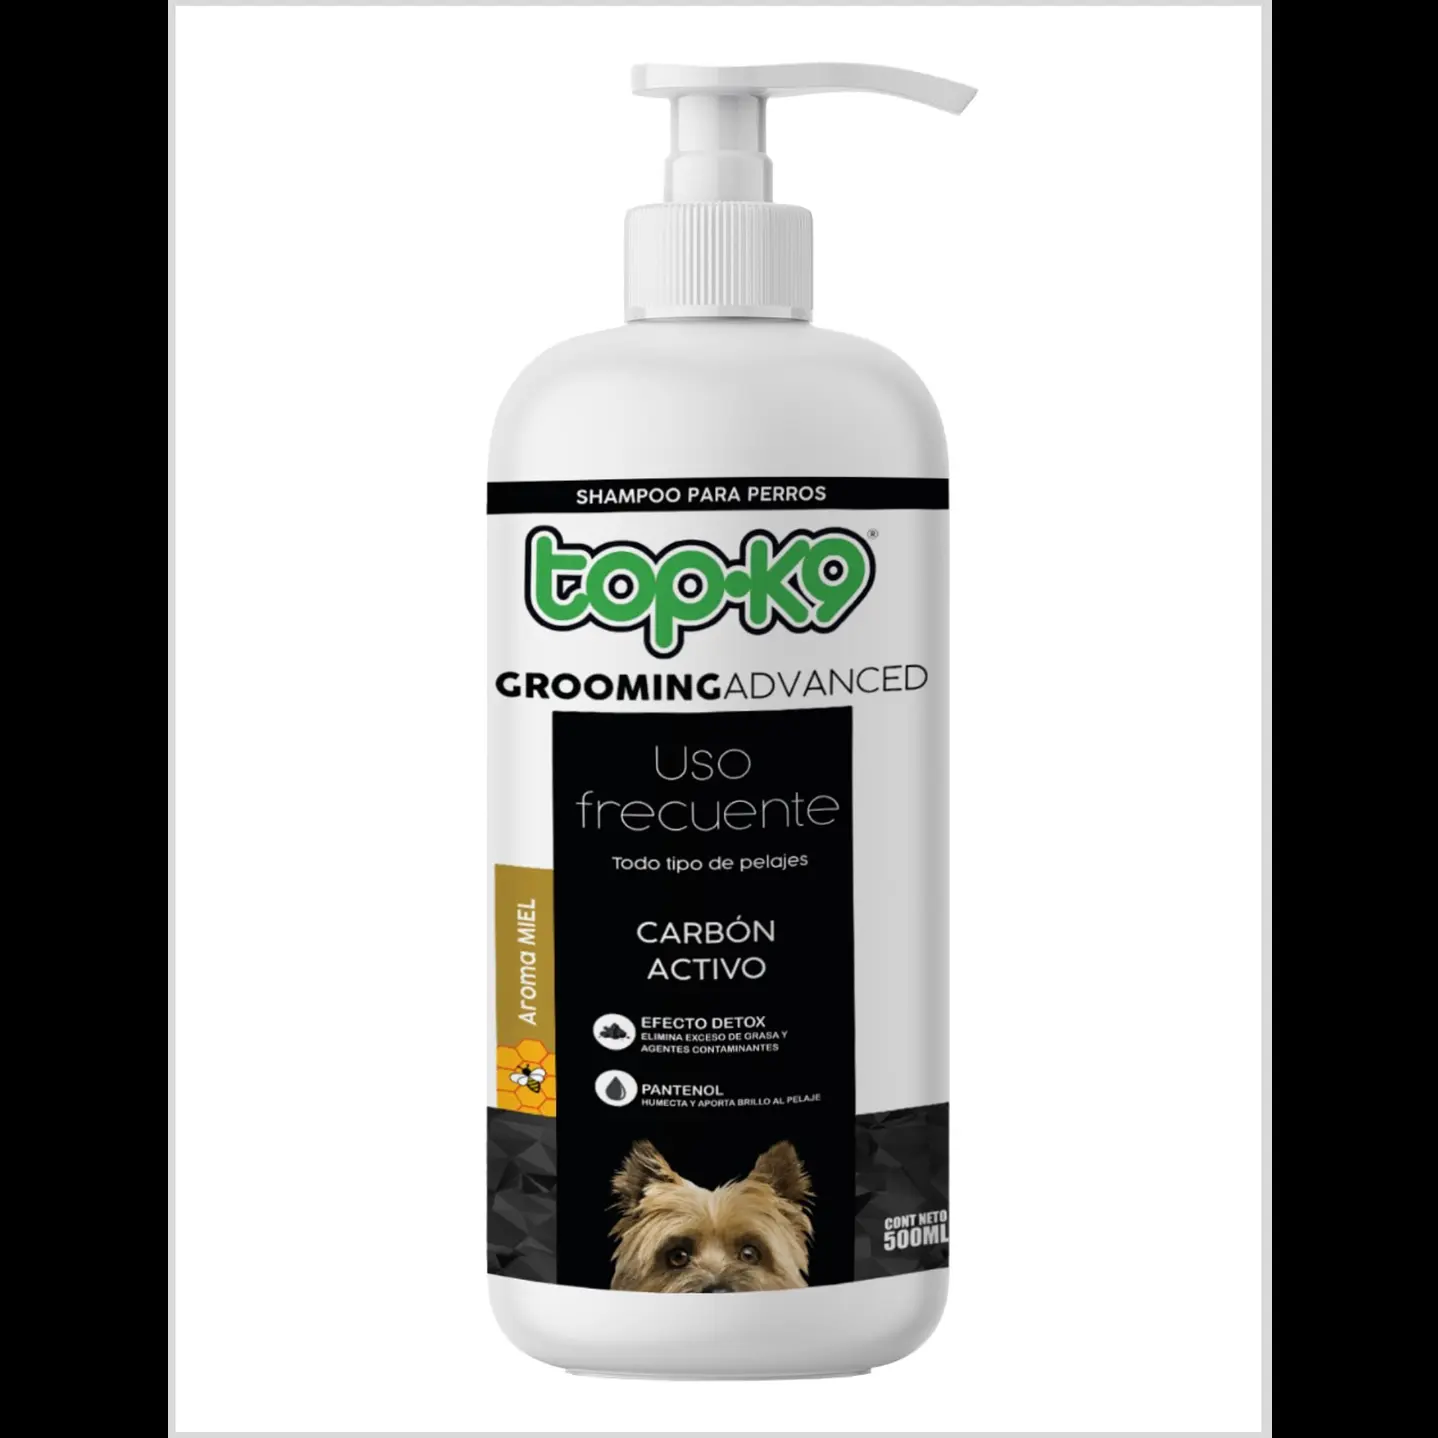 SHAMPOO PARA PERROS
top·K9®
GROOMINGADVANCED
Uso
frecuente
Todo tipo de pelajes
CARBÓN
ACTIVO
EFECTO DETOX
ELIMINA EXCESO DE GRASA Y
AGENTES CONTAMINANTES
PANTENOL
HUMECTA Y APORTA BRILLO AL PELAJE
Aroma MIEL
CONT NETO
500ML